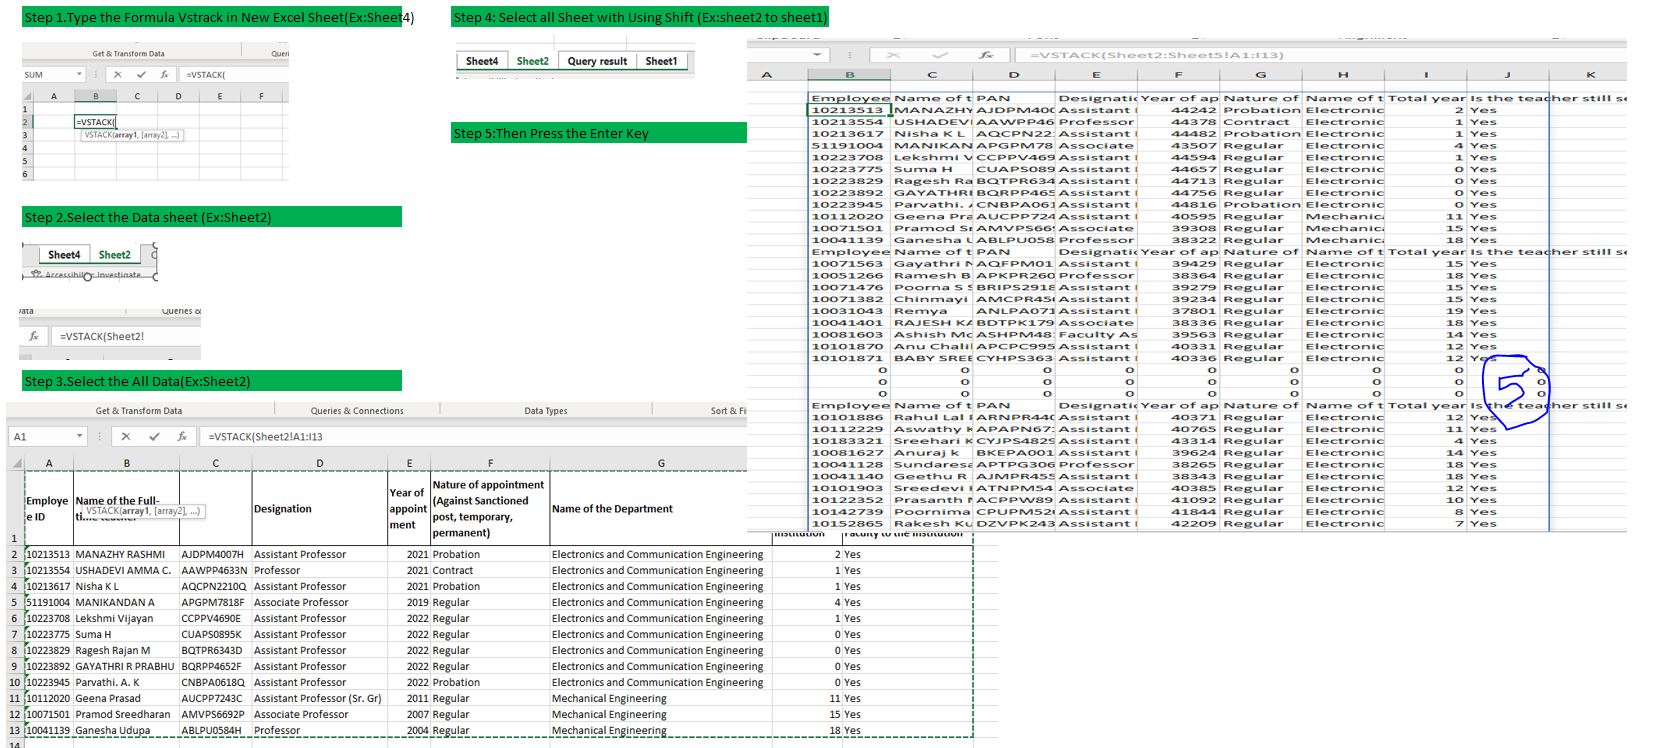 Step 1.Type the Formula Vstrack in New Excel Sheet(Ex:Sheet4)
Get & Transform Data
SUM =VSTACK(
A B C D E F
1
2 =VSTACK(
3 VSTACK(array1, [array2], ...)
4
5
6
Step 2.Select the Data sheet (Ex:Sheet2)
Sheet4 Sheet2
Accessibility: Investigate
fx =VSTACK(Sheet2!
Step 3.Select the All Data(Ex:Sheet2)
Get & Transform Data Queries & Connections Data Types Sort & Fi
A1 fx =VSTACK(Sheet2!A1:I13
A B C D E F G
1 Employe e ID Name of the Full- Designation Year of appoint ment Nature of appointment (Against Sanctioned post, temporary, permanent) Name of the Department
VSTACK(array1, [array2], ...)
2 10213513 MANAZHY RASHMI AJDPM4007H Assistant Professor 2021 Probation Electronics and Communication Engineering 2 Yes
3 10213554 USHADEVI AMMA C. AAWPP4633N Professor 2021 Contract Electronics and Communication Engineering 1 Yes
4 10213617 Nisha K L AQCPN2210Q Assistant Professor 2021 Probation Electronics and Communication Engineering 1 Yes
5 51191004 MANIKANDAN A APGPM7818F Associate Professor 2019 Regular Electronics and Communication Engineering 4 Yes
6 10223708 Lekshmi Vijayan CCPPV4690E Assistant Professor 2022 Regular Electronics and Communication Engineering 1 Yes
7 10223775 Suma H CUAPS0895K Assistant Professor 2022 Regular Electronics and Communication Engineering 0 Yes
8 10223829 Ragesh Rajan M BQTPR6343D Assistant Professor 2022 Regular Electronics and Communication Engineering 0 Yes
9 10223892 GAYATHRI R PRABHU BQRPP4652F Assistant Professor 2022 Regular Electronics and Communication Engineering 0 Yes
10 10223945 Parvathi. A. K CNBPA0618Q Assistant Professor 2022 Probation Electronics and Communication Engineering 0 Yes
11 10112020 Geena Prasad AUCPP7243C Assistant Professor (Sr. Gr) 2011 Regular Mechanical Engineering 11 Yes
12 10071501 Pramod Sreedharan AMVPS6692P Associate Professor 2007 Regular Mechanical Engineering 15 Yes
13 10041139 Ganesha Udupa ABLPU0584H Professor 2004 Regular Mechanical Engineering 18 Yes
14
Step 4: Select all Sheet with Using Shift (Ex:sheet2 to sheet1)
Sheet4 Sheet2 Query result Sheet1
Step 5:Then Press the Enter Key
fx =VSTACK(Sheet2:Sheet5!A1:I13)
A B C D E F G H I J K
Employee Name of t PAN Designatic Year of ap Nature of Name of t Total year Is the teacher still se
10213513 MANAZHY AJDPM400 Assistant 44242 Probation Electronic 2 Yes
10213554 USHADEVI AAWPP46 Professor 44378 Contract Electronic 1 Yes
10213617 Nisha K L AQCPN22 Assistant 44482 Probation Electronic 1 Yes
51191004 MANIKAN APGPM78 Associate 43507 Regular Electronic 4 Yes
10223708 Lekshmi V CCPPV469 Assistant 44594 Regular Electronic 1 Yes
10223775 Suma H CUAPS089 Assistant 44657 Regular Electronic 0 Yes
10223829 Ragesh Ra BQTPR634 Assistant 44713 Regular Electronic 0 Yes
10223892 GAYATHRI BQRPP465 Assistant 44756 Regular Electronic 0 Yes
10223945 Parvathi. CNBPA061 Assistant 44816 Probation Electronic 0 Yes
10112020 Geena Pra AUCPP724 Assistant 40595 Regular Mechanic 11 Yes
10071501 Pramod Sr AMVPS66 Associate 39308 Regular Mechanic 15 Yes
10041139 Ganesha U ABLPU058 Professor 38322 Regular Mechanic 18 Yes
Employee Name of t PAN Designatic Year of ap Nature of Name of t Total year Is the teacher still se
10071563 Gayathri AQFPM01 Assistant 39429 Regular Electronic 15 Yes
10051266 Ramesh B APKPR260 Professor 38364 Regular Electronic 18 Yes
10071476 Poorna S S BRIPS2918 Assistant 39279 Regular Electronic 15 Yes
10071382 Chinmayi AMCPR45 Assistant 39234 Regular Electronic 15 Yes
10031043 Remya ANLPA071 Assistant 37801 Regular Electronic 19 Yes
10041401 RAJESH KA BDTPK179 Associate 38336 Regular Electronic 18 Yes
10081603 Ashish Mo ASHPM48 Faculty As 39563 Regular Electronic 14 Yes
10101870 Anu Chali APCPC995 Assistant 40331 Regular Electronic 12 Yes
10101871 BABY SREE CYHPS363 Assistant 40336 Regular Electronic 12 Yes
0 0 0 0 0 0 0 0 0
0 0 0 0 0 0 0 0 0
0 0 0 0 0 0 0 0 0
5
Employee Name of t PAN Designatic Year of ap Nature of Name of t Total year Is the teacher still se
10101886 Rahul Lal ARNPR44 Assistant 40371 Regular Electronic 12 Yes
10112229 Aswathy K APAPN67 Assistant 40765 Regular Electronic 11 Yes
10183321 Sreehari K CYJPS4829 Assistant 43314 Regular Electronic 4 Yes
10081627 Anuraj k BKEPA001 Assistant 39624 Regular Electronic 14 Yes
10041128 Sundaresa APTPG306 Professor 38265 Regular Electronic 18 Yes
10041140 Geethu R AJMPR455 Assistant 38343 Regular Electronic 18 Yes
10101903 Sreedevi ATNPM54 Associate 40385 Regular Electronic 12 Yes
10122352 Prasanth N ACPPW89 Assistant 41092 Regular Electronic 10 Yes
10142739 Poornima CPUPM52 Assistant 41844 Regular Electronic 8 Yes
10152865 Rakesh Ku DZVPK243 Assistant 42209 Regular Electronic 7 Yes